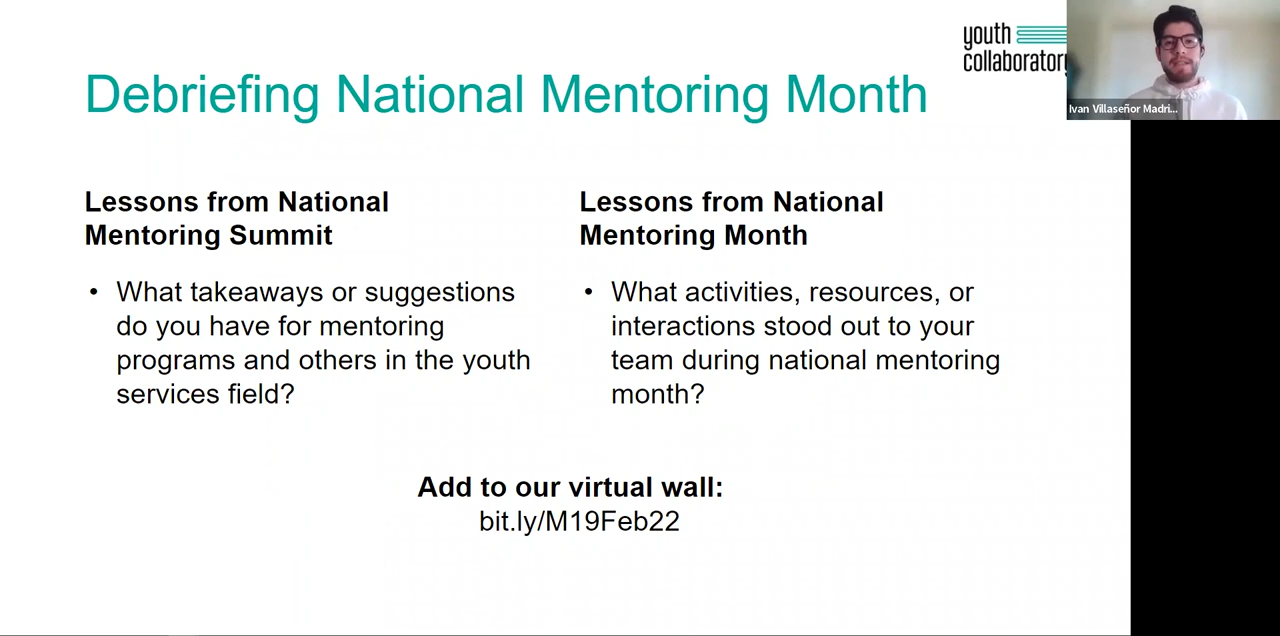 youth
collaboratory
Debriefing National Mentoring Month
Ivan Villaseñor Madri...
Lessons from National
Mentoring Summit
• What takeaways or suggestions
do you have for mentoring
programs and others in the youth
services field?
Lessons from National
Mentoring Month
• What activities, resources, or
interactions stood out to your
team during national mentoring
month?
Add to our virtual wall:
bit.ly/M19Feb22